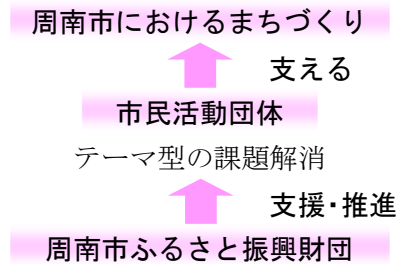 周南市におけるまちづくり
支える
市民活動団体
テーマ型の課題解消
支援・推進
周南市ふるさと振興財団